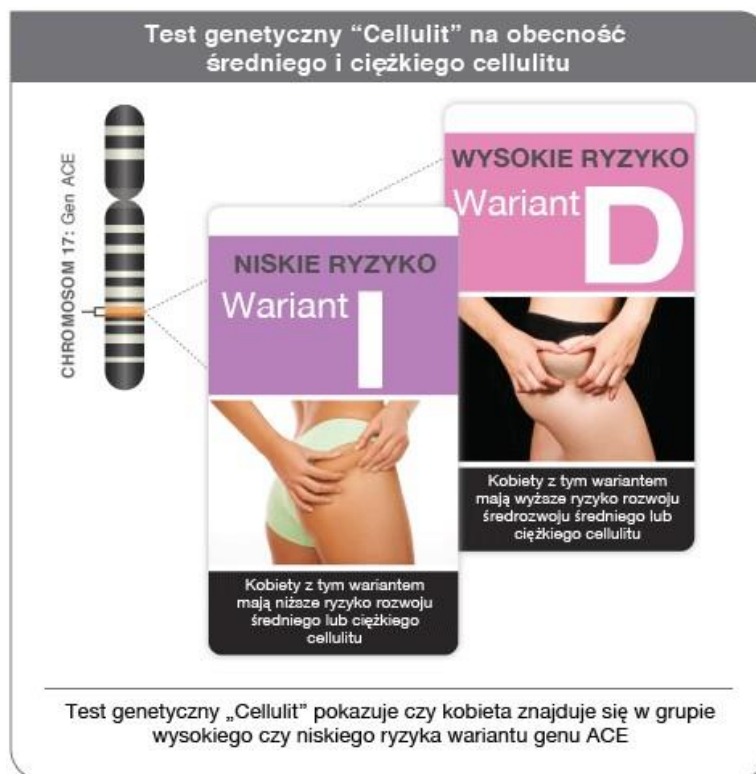 Test genetyczny “Cellulit” na obecność
średniego i ciężkiego cellulitu
CHROMOSOM 17: Gen ACE
WYSOKIE RYZYKO
Wariant D
NISKIE RYZYKO
Wariant I
Kobiety z tym wariantem
mają wyższe ryzyko rozwoju
średrozwoju średniego lub
ciężkiego cellulitu
Kobiety z tym wariantem
mają niższe ryzyko rozwoju
średniego lub ciężkiego
cellulitu
Test genetyczny „Cellulit” pokazuje czy kobieta znajduje się w grupie
wysokiego czy niskiego ryzyka wariantu genu ACE